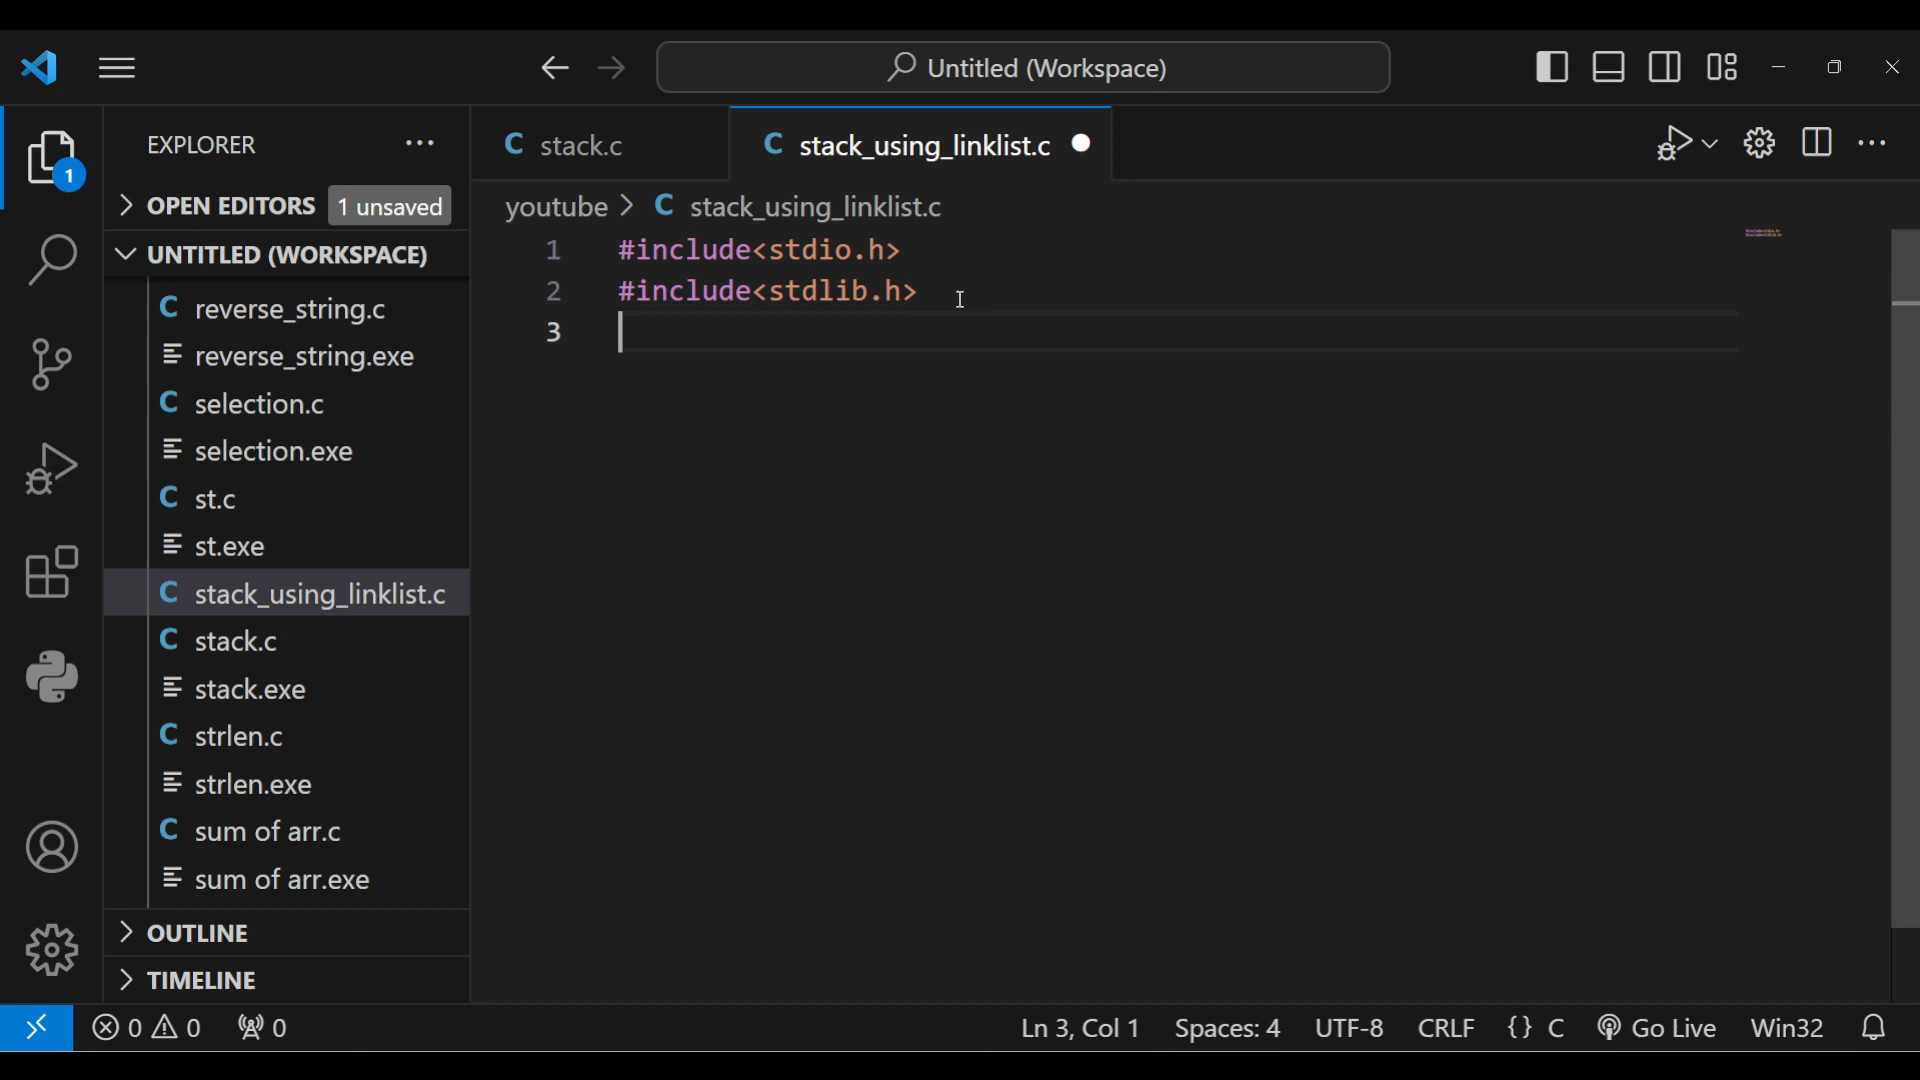 Untitled (Workspace)
EXPLORER ...
OPEN EDITORS 1 unsaved
UNTITLED (WORKSPACE)
C reverse_string.c
reverse_string.exe
C selection.c
selection.exe
C st.c
st.exe
C stack_using_linklist.c
C stack.c
stack.exe
C strlen.c
strlen.exe
C sum of arr.c
sum of arr.exe
OUTLINE
TIMELINE
1
C stack.c
C stack_using_linklist.c
youtube > C stack_using_linklist.c
1 #include<stdio.h>
2 #include<stdlib.h>
3
0 0 0
Ln 3, Col 1 Spaces: 4 UTF-8 CRLF {} C Go Live Win32